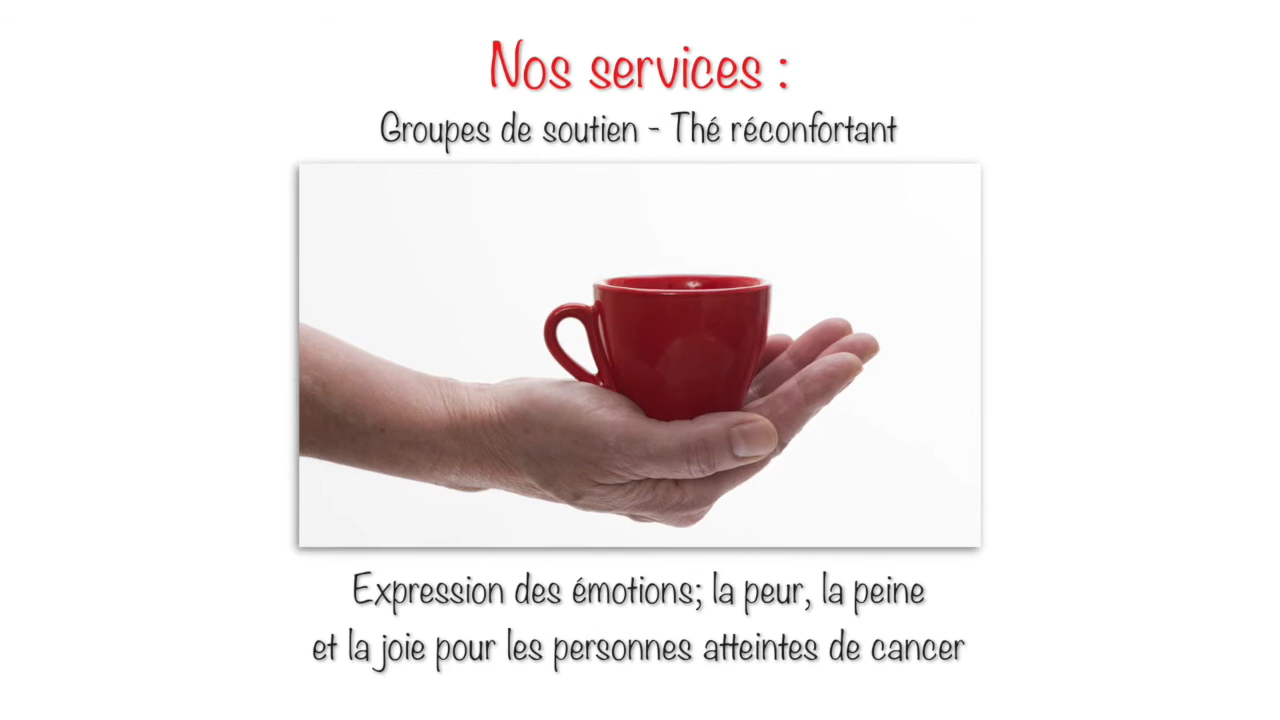 Nos services :
Groupes de soutien - Thé réconfortant
Expression des émotions; la peur, la peine
et la joie pour les personnes atteintes de cancer